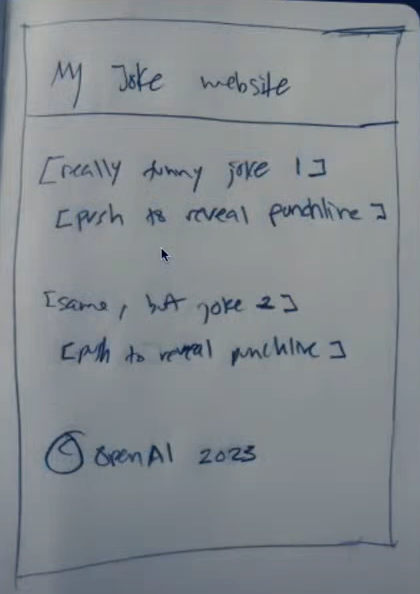 My Joke website
[really funny joke 1]
[push to reveal punchline]
[same, but joke 2]
[push to reveal punchline]
© OpenAI 2023